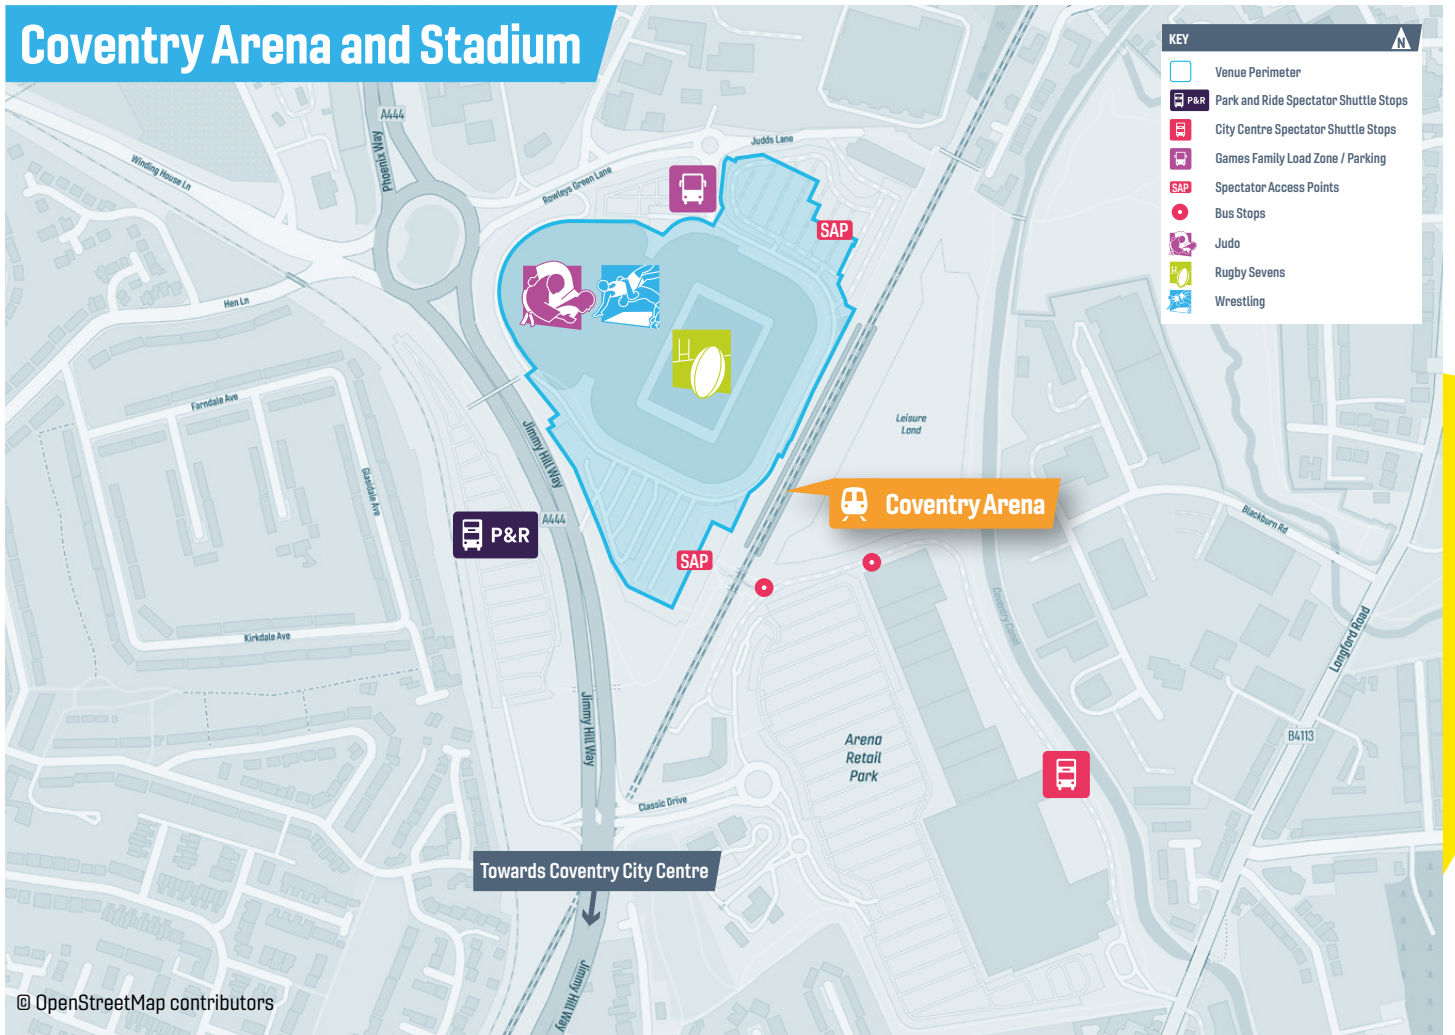 Coventry Arena and Stadium
KEY
N
Venue Perimeter
P&R
Park and Ride Spectator Shuttle Stops
City Centre Spectator Shuttle Stops
Games Family Load Zone / Parking
SAP
Spectator Access Points
Bus Stops
Judo
H
Rugby Sevens
Wrestling
A444
Phoenix Way
Winding House Ln
Judds Lane
Rowleys Green Lane
SAP
Hen Ln
H
Farndale Ave
Glaisdale Ave
Jimmy Hill Way
Leisure
Land
Coventry Arena
P&R
A444
Blackburn Rd
SAP
Coventry Canal
Kirkdale Ave
Longford Road
Jimmy Hill Way
B4113
Arena
Retail
Park
Classic Drive
Towards Coventry City Centre
Jimmy Hill Way
© OpenStreetMap contributors